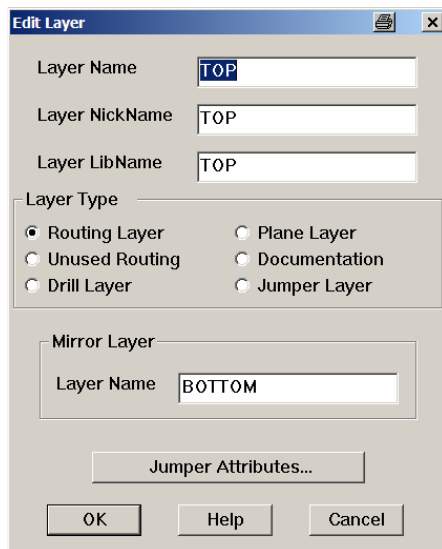 Edit Layer
Layer Name TOP
Layer NickName TOP
Layer LibName TOP
Layer Type
Routing Layer Plane Layer
Unused Routing Documentation
Drill Layer Jumper Layer
Mirror Layer
Layer Name BOTTOM
Jumper Attributes...
OK Help Cancel